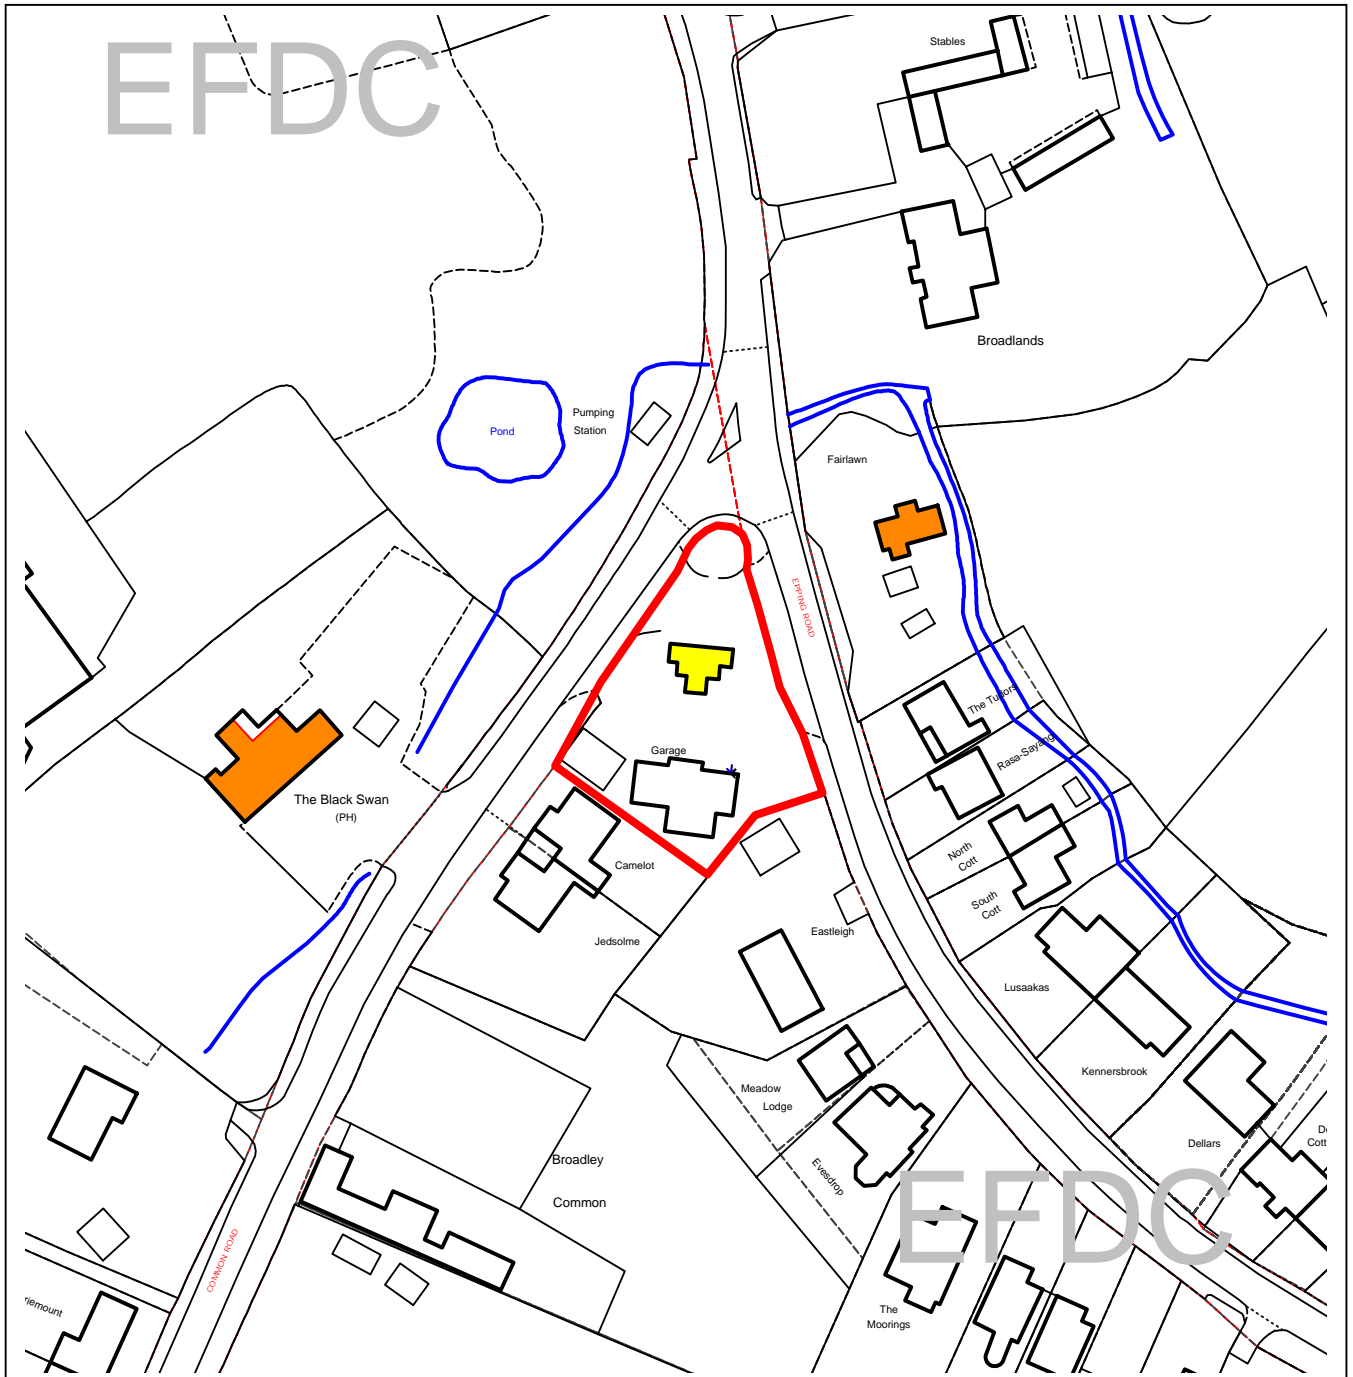 EFDC
Stables
Broadlands
Pumping
Station
Pond
Fairlawn
EPPING ROAD
The Tudors
Rasa-Sayang
Garage
The Black Swan
(PH)
Camelot
North
Cott
South
Cott
Jedsolme
Eastleigh
Lusaakas
Kennersbrook
Meadow
Lodge
Evesdrop
Dellars
De
Cott
Broadley
Common
EFDC
COMMON ROAD
riemount
The
Moorings